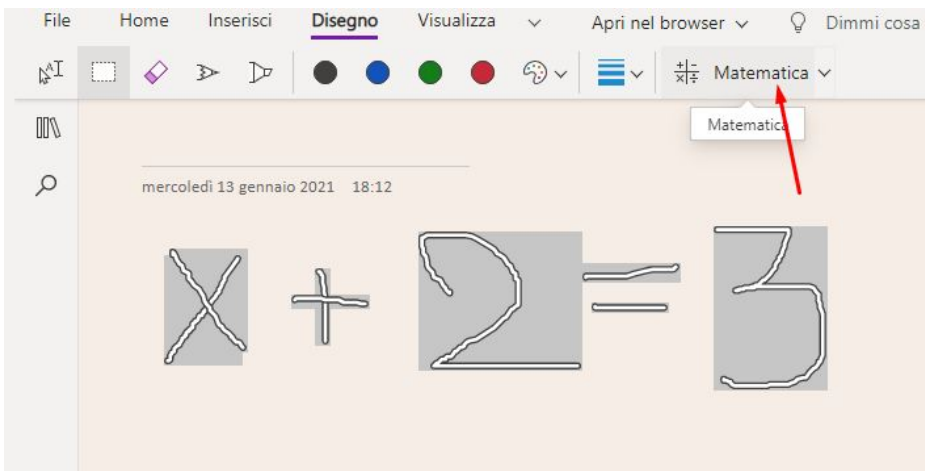 File Home Inserisci Disegno Visualizza Apri nel browser Dimmi cosa
Matematica
Matematica
mercoledì 13 gennaio 2021 18:12
x + 2 = 3